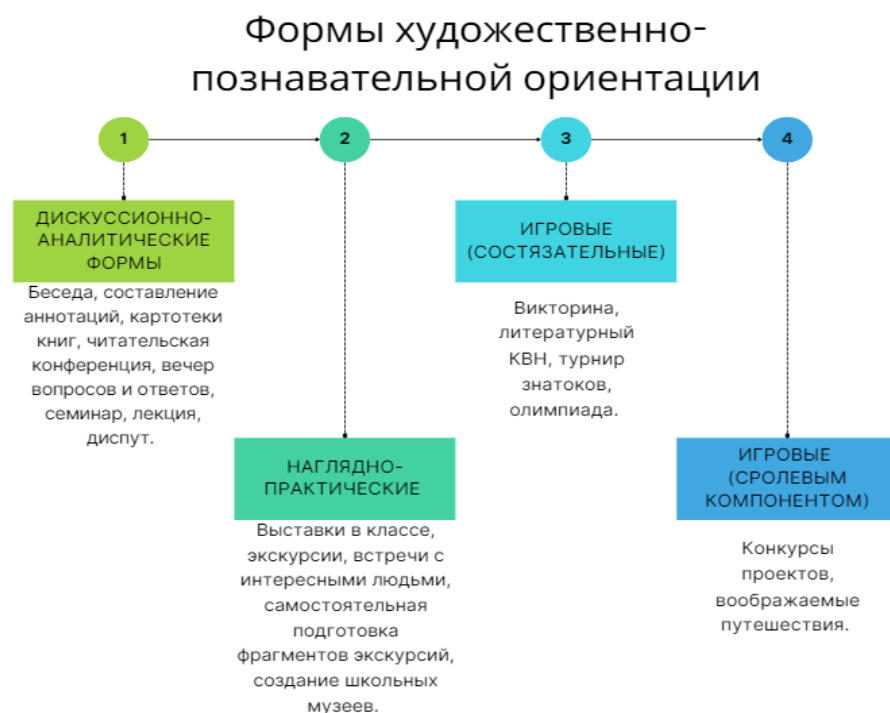 Формы художественно-
познавательной ориентации
1
2
3
4
ДИСКУССИОННО-
АНАЛИТИЧЕСКИЕ
ФОРМЫ
Беседа, составление
аннотаций, картотеки
книг, читательская
конференция, вечер
вопросов и ответов,
семинар, лекция,
диспут.
НАГЛЯДНО-
ПРАКТИЧЕСКИЕ
Выставки в классе,
экскурсии, встречи с
интересными людьми,
самостоятельная
подготовка
фрагментов экскурсий,
создание школьных
музеев.
ИГРОВЫЕ
(СОСТЯЗАТЕЛЬНЫЕ)
Викторина,
литературный
КВН, турнир
знатоков,
олимпиада.
ИГРОВЫЕ
(СРОЛЕВЫМ
КОМПОНЕНТОМ)
Конкурсы
проектов,
воображаемые
путешествия.